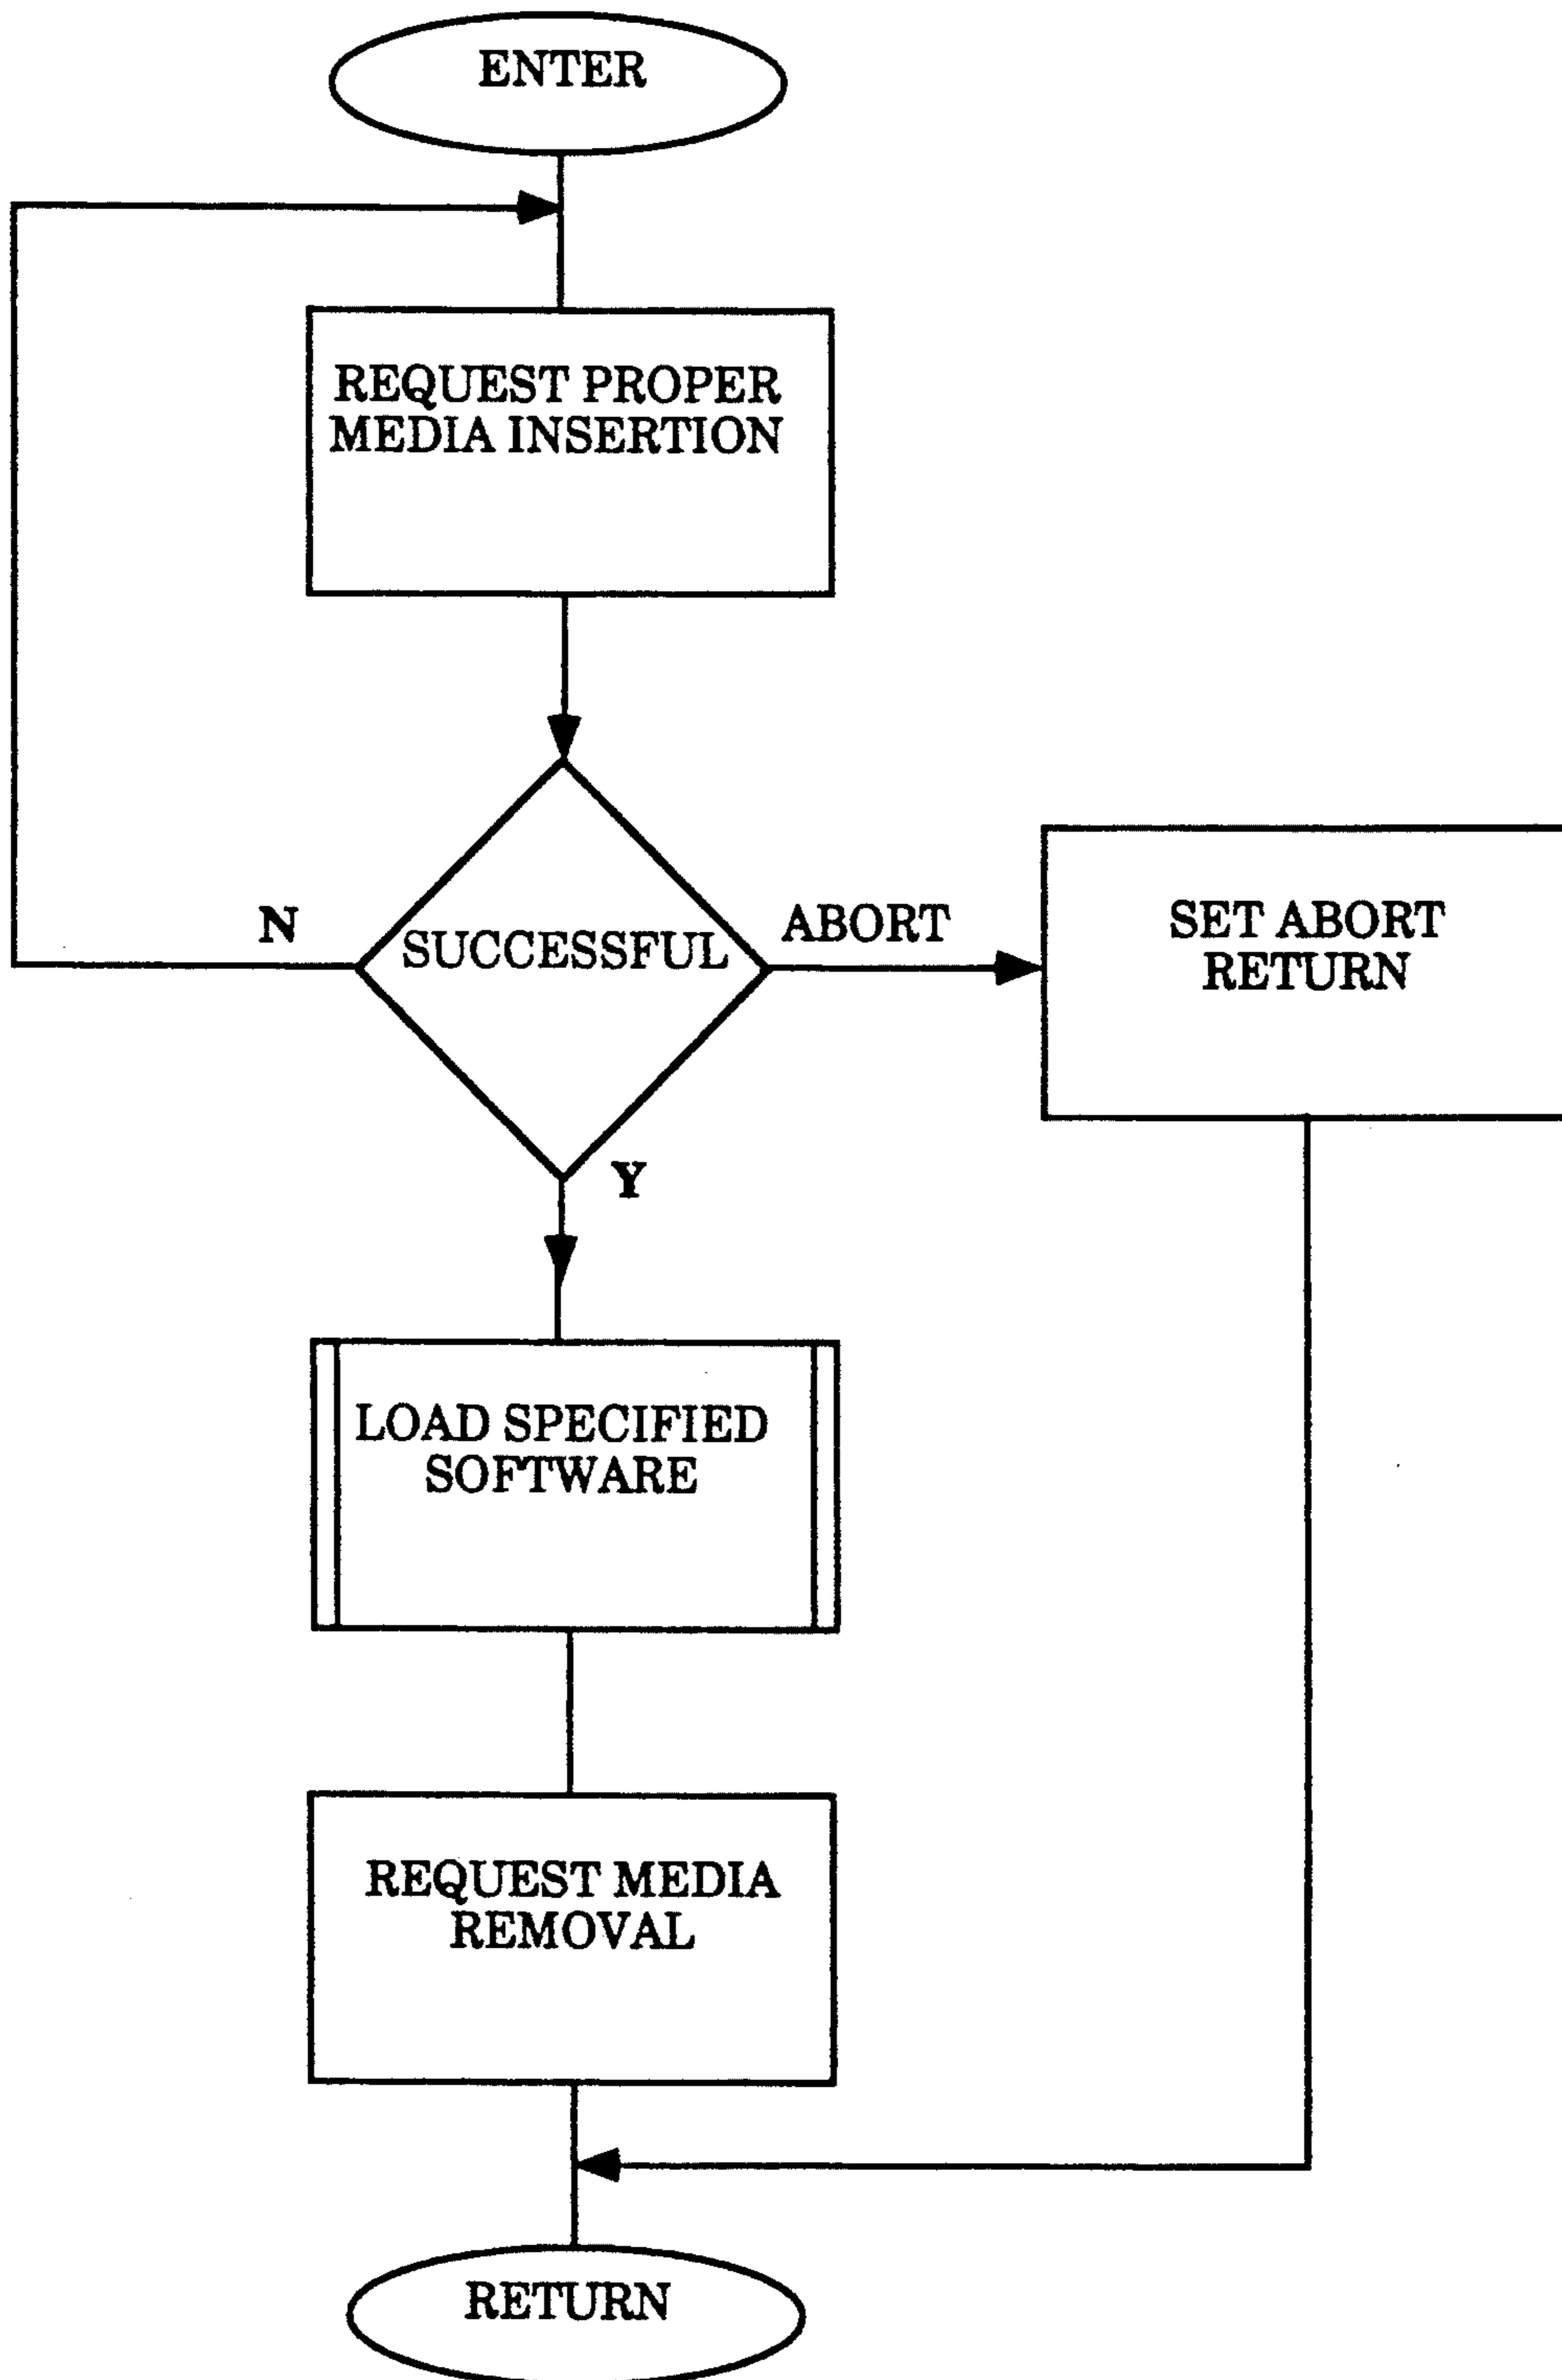 ENTER
REQUEST PROPER
MEDIA INSERTION
N
SUCCESSFUL
ABORT
SET ABORT
RETURN
Y
LOAD SPECIFIED
SOFTWARE
REQUEST MEDIA
REMOVAL
RETURN